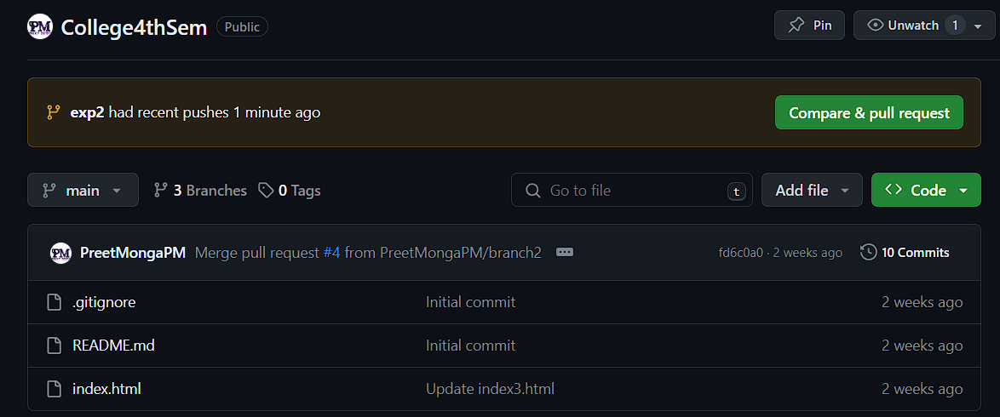 PM College4thSem Public Pin Unwatch 1
exp2 had recent pushes 1 minute ago Compare & pull request
main 3 Branches 0 Tags Go to file t Add file <> Code
PM PreetMongaPM Merge pull request #4 from PreetMongaPM/branch2 fd6c0a0 · 2 weeks ago 10 Commits
.gitignore Initial commit 2 weeks ago
README.md Initial commit 2 weeks ago
index.html Update index3.html 2 weeks ago